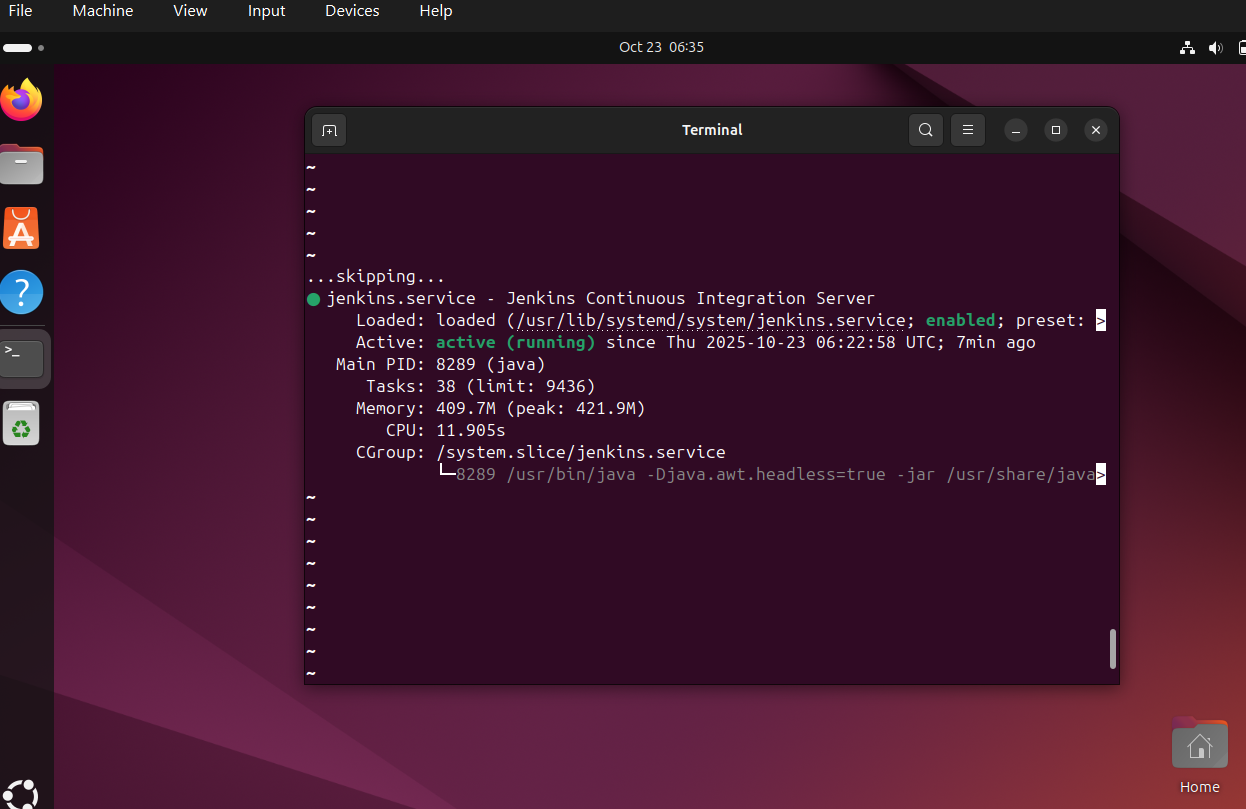 File Machine View Input Devices Help
Oct 23 06:35
Terminal
~
~
~
~
~
...skipping...
● jenkins.service - Jenkins Continuous Integration Server
Loaded: loaded (/usr/lib/systemd/system/jenkins.service; enabled; preset: >
Active: active (running) since Thu 2025-10-23 06:22:58 UTC; 7min ago
Main PID: 8289 (java)
Tasks: 38 (limit: 9436)
Memory: 409.7M (peak: 421.9M)
CPU: 11.905s
CGroup: /system.slice/jenkins.service
└─8289 /usr/bin/java -Djava.awt.headless=true -jar /usr/share/java>
~
~
~
~
~
~
~
~
~
>_
?
Home